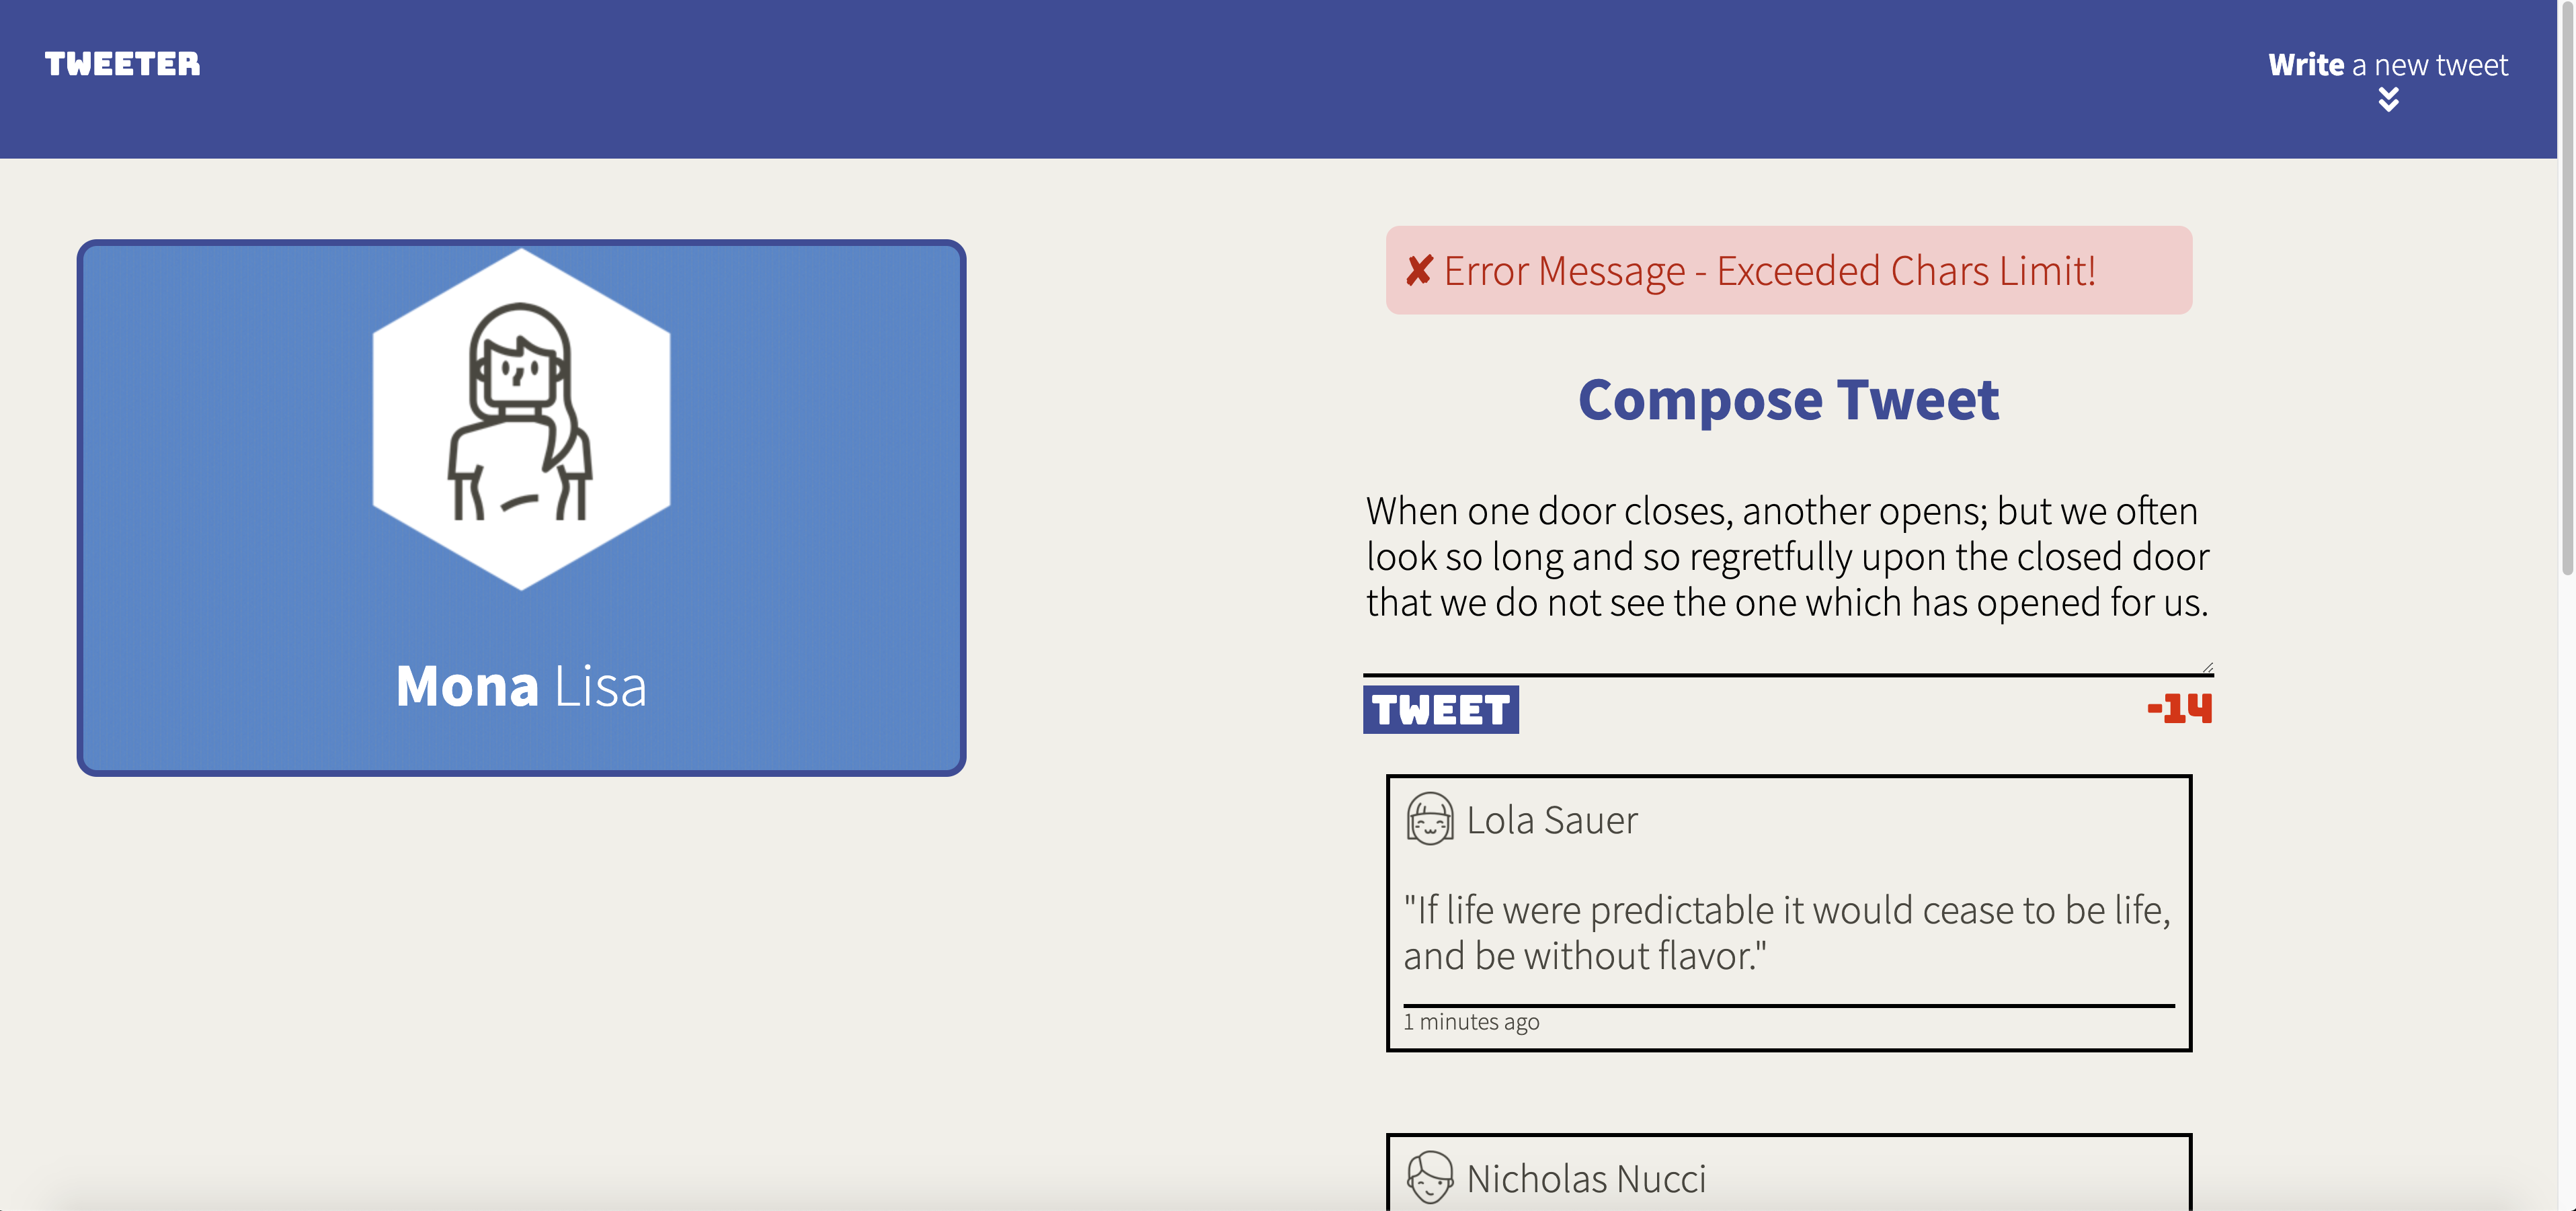 TWEETER
Write a new tweet
Mona Lisa
✘ Error Message - Exceeded Chars Limit!
Compose Tweet
When one door closes, another opens; but we often
look so long and so regretfully upon the closed door
that we do not see the one which has opened for us.
TWEET
-14
Lola Sauer
"If life were predictable it would cease to be life,
and be without flavor."
1 minutes ago
Nicholas Nucci